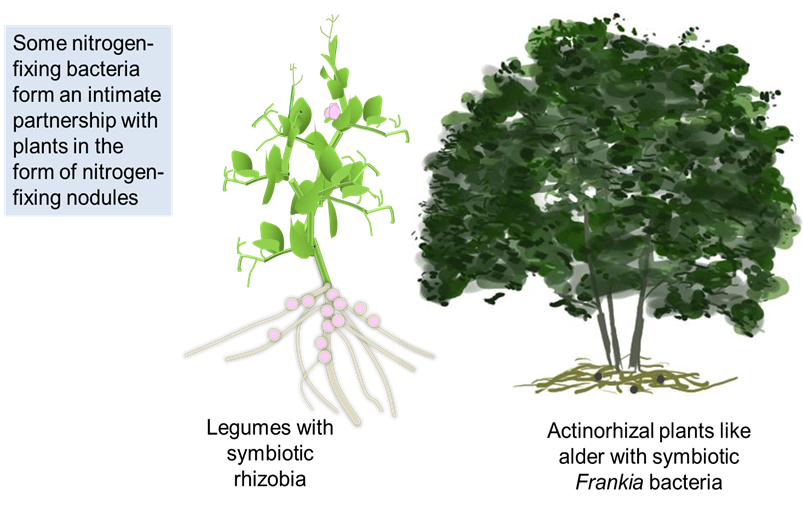 Some nitrogen-
fixing bacteria
form an intimate
partnership with
plants in the
form of nitrogen-
fixing nodules
Legumes with
symbiotic
rhizobia
Actinorhizal plants like
alder with symbiotic
Frankia bacteria